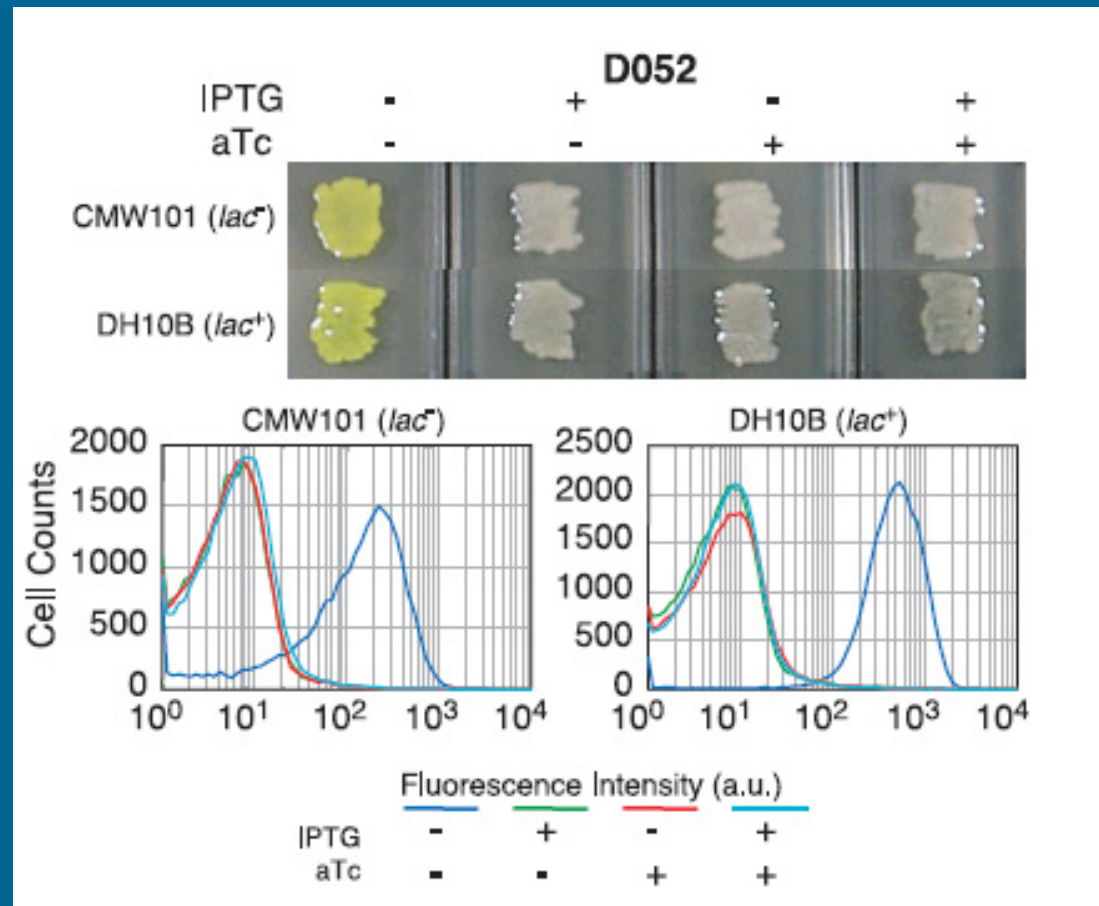 D052
IPTG - + - +
aTc - - + +
CMW101 (lac⁻)
DH10B (lac⁺)
CMW101 (lac⁻)
DH10B (lac⁺)
Cell Counts
2000
1500
1000
500
0
10⁰ 10¹ 10² 10³ 10⁴
2500
2000
1500
1000
500
0
10⁰ 10¹ 10² 10³ 10⁴
Fluorescence Intensity (a.u.)
IPTG - + - +
aTc - - + +